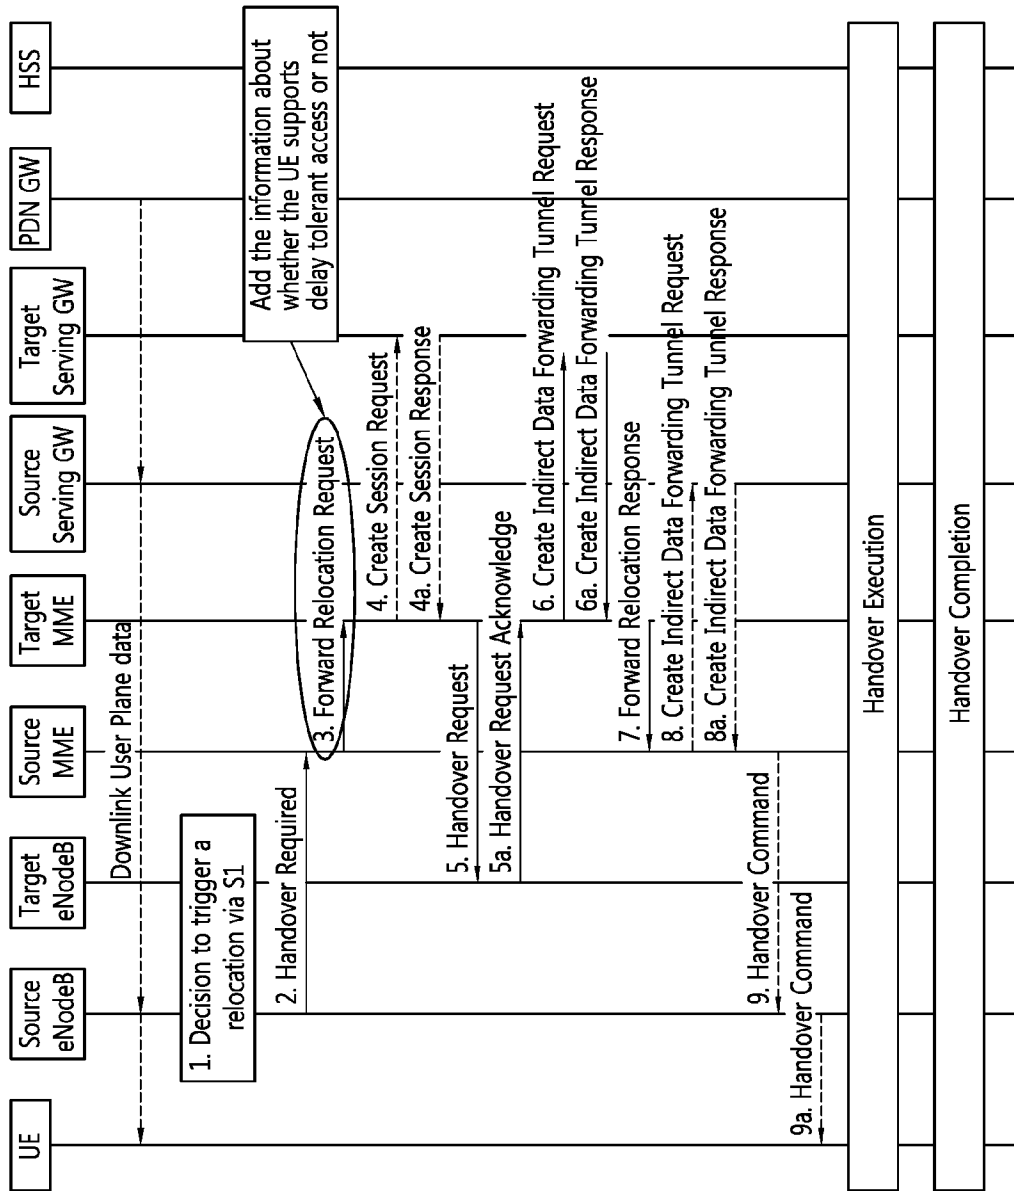 UE
Source
eNodeB
Target
eNodeB
Source
MME
Target
MME
Source
Serving GW
Target
Serving GW
PDN GW
HSS
Downlink User Plane data
1. Decision to trigger a
relocation via S1
2. Handover Required
Add the information about
whether the UE supports
delay tolerant access or not
3. Forward Relocation Request
4. Create Session Request
4a. Create Session Response
5. Handover Request
5a. Handover Request Acknowledge
6. Create Indirect Data Forwarding Tunnel Request
6a. Create Indirect Data Forwarding Tunnel Response
7. Forward Relocation Response
8. Create Indirect Data Forwarding Tunnel Request
8a. Create Indirect Data Forwarding Tunnel Response
9. Handover Command
9a. Handover Command
Handover Execution
Handover Completion